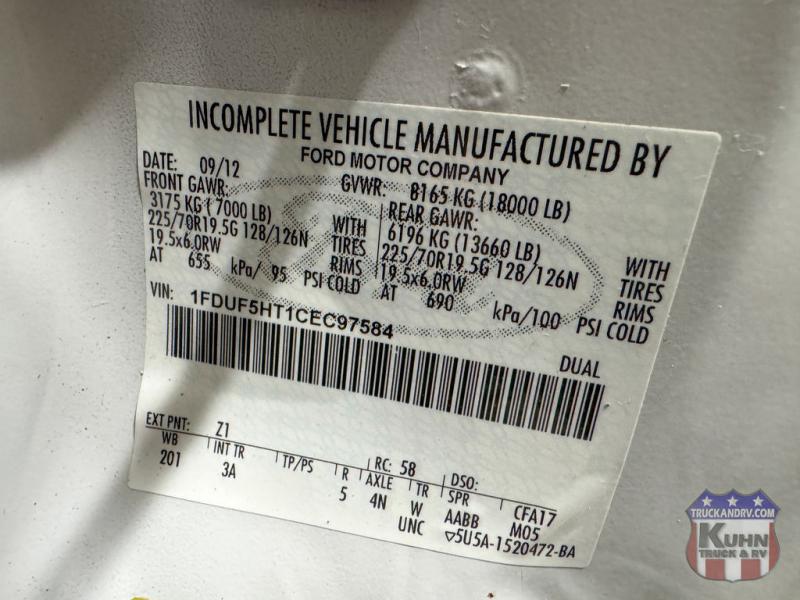 INCOMPLETE VEHICLE MANUFACTURED BY
FORD MOTOR COMPANY
DATE: 09/12 GVWR: 8165 KG (18000 LB)
FRONT GAWR: REAR GAWR:
3175 KG (7000 LB) WITH 6196 KG (13660 LB) WITH
225/70R19.5G 128/126N TIRES 225/70R19.5G 128/126N TIRES
19.5x6.0RW RIMS 19.5x6.0RW RIMS
AT 655 kPa/ 95 PSI COLD AT 690 kPa/100 PSI COLD
VIN: 1FDUF5HT1CEC97584
DUAL
EXT PNT: Z1 RC: 58 DSO:
WB INT TR TP/PS R AXLE TR SPR CFA17
201 3A 5 4N W AABB M05
UNC ▽5U5A-1520472-BA
TRUCKANDRV.COM
KUHN
TRUCK & RV